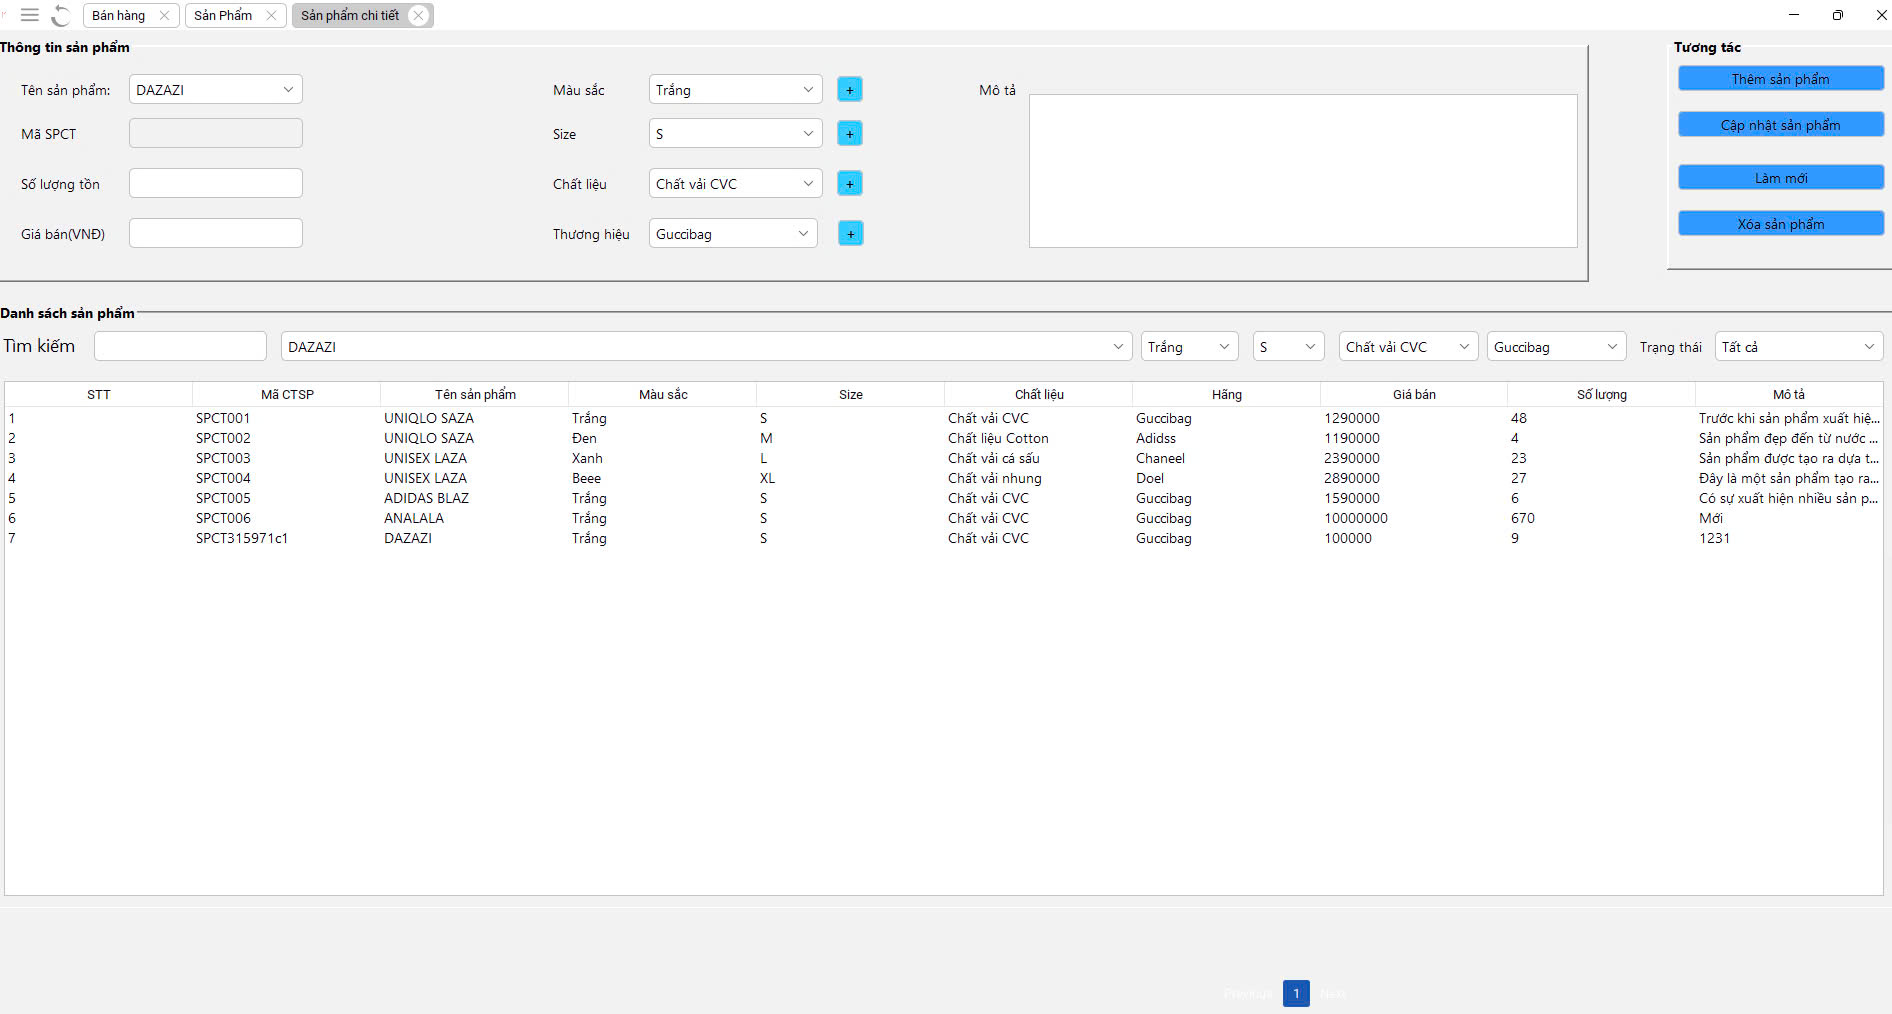 Bán hàng Sản Phẩm Sản phẩm chi tiết
Thông tin sản phẩm
Tên sản phẩm: DAZAZI
Mã SPCT
Số lượng tồn
Giá bán(VNĐ)
Màu sắc Trắng +
Size S +
Chất liệu Chất vải CVC +
Thương hiệu Guccibag +
Mô tả
Tương tác
Thêm sản phẩm
Cập nhật sản phẩm
Làm mới
Xóa sản phẩm
Danh sách sản phẩm
Tìm kiếm DAZAZI Trắng S Chất vải CVC Guccibag Trạng thái Tất cả
STT Mã CTSP Tên sản phẩm Màu sắc Size Chất liệu Hãng Giá bán Số lượng Mô tả
1 SPCT001 UNIQLO SAZA Trắng S Chất vải CVC Guccibag 1290000 48 Trước khi sản phẩm xuất hiệ...
2 SPCT002 UNIQLO SAZA Đen M Chất liệu Cotton Adidss 1190000 4 Sản phẩm đẹp đến từ nước ...
3 SPCT003 UNISEX LAZA Xanh L Chất vải cá sấu Chaneel 2390000 23 Sản phẩm được tạo ra dựa t...
4 SPCT004 UNISEX LAZA Beee XL Chất vải nhung Doel 2890000 27 Đây là một sản phẩm tạo ra...
5 SPCT005 ADIDAS BLAZ Trắng S Chất vải CVC Guccibag 1590000 6 Có sự xuất hiện nhiều sản p...
6 SPCT006 ANALALA Trắng S Chất vải CVC Guccibag 10000000 670 Mới
7 SPCT315971c1 DAZAZI Trắng S Chất vải CVC Guccibag 100000 9 1231
Previous 1 Next